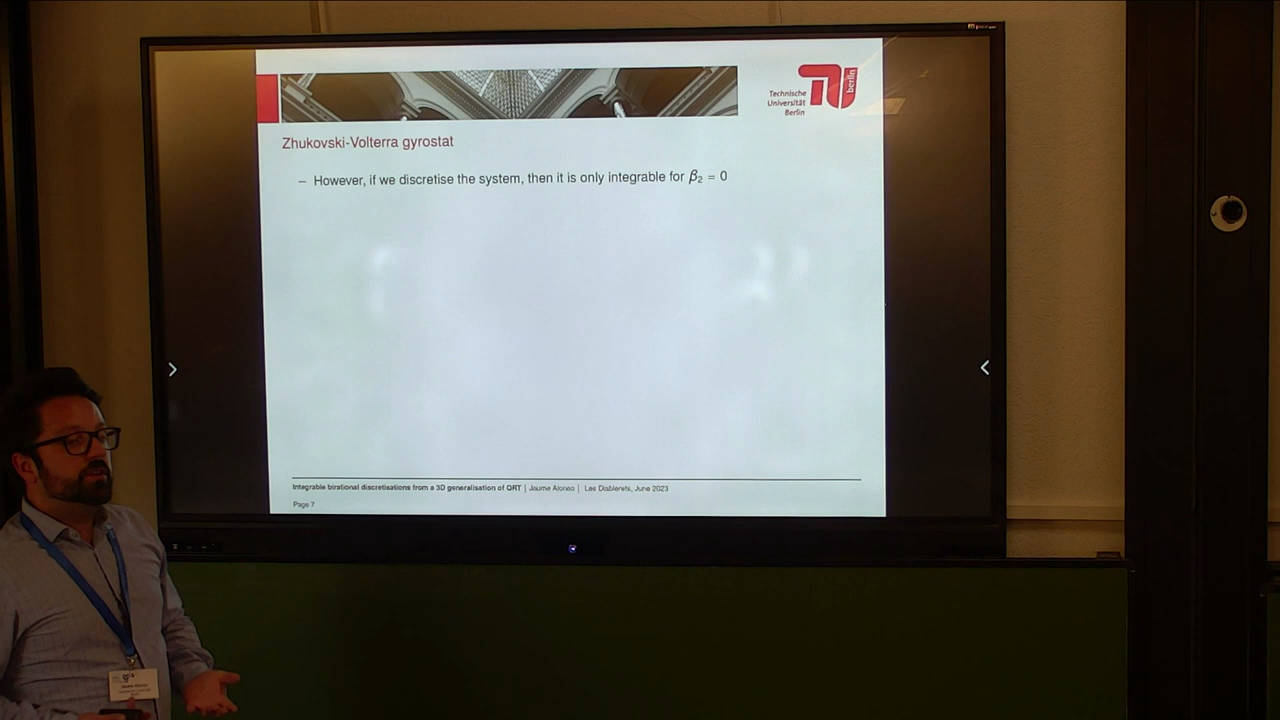 Technische
Universität
Berlin
berlin
Zhukovski-Volterra gyrostat
– However, if we discretise the system, then it is only integrable for β₂ = 0
Integrable birational discretisations from a 3D generalisation of QRT | Jaume Alonso | Les Diablerets, June 2023
Page 7